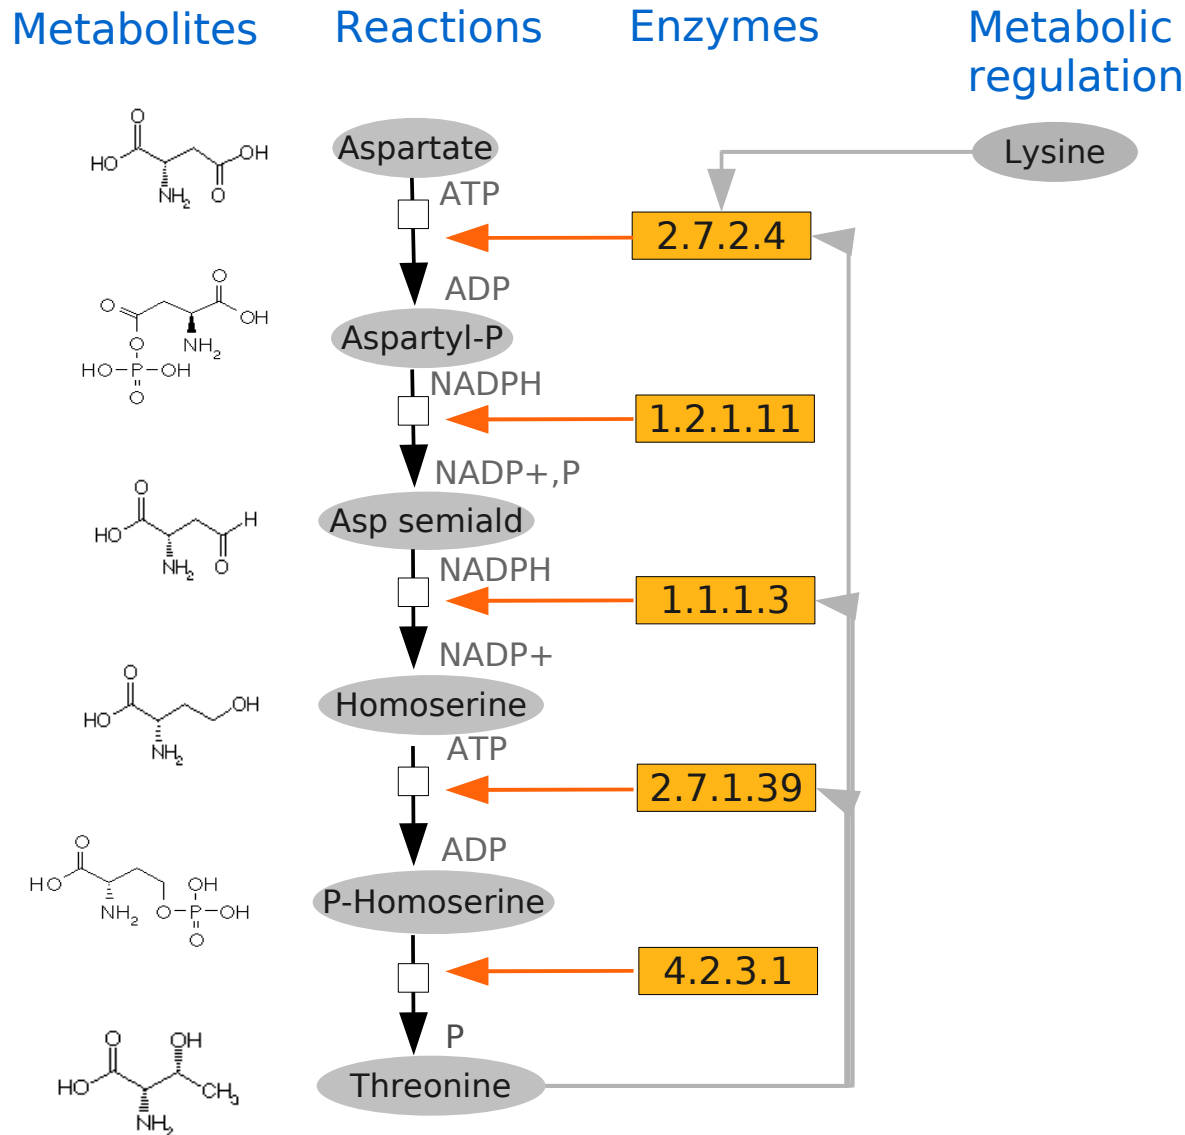 Metabolites
Reactions
Enzymes
Metabolic
regulation
O
HO
OH
NH2
O
Aspartate
ATP
2.7.2.4
Lysine
ADP
O
O
OH
O
NH2
HO
P
OH
OH
O
Aspartyl-P
NADPH
1.2.1.11
NADP+,P
O
H
HO
NH2
O
Asp semiald
NADPH
1.1.1.3
NADP+
O
OH
HO
NH2
Homoserine
ATP
2.7.1.39
ADP
O
HO
OH
NH2
O
P
OH
O
P-Homoserine
4.2.3.1
P
O
OH
HO
CH3
NH2
Threonine